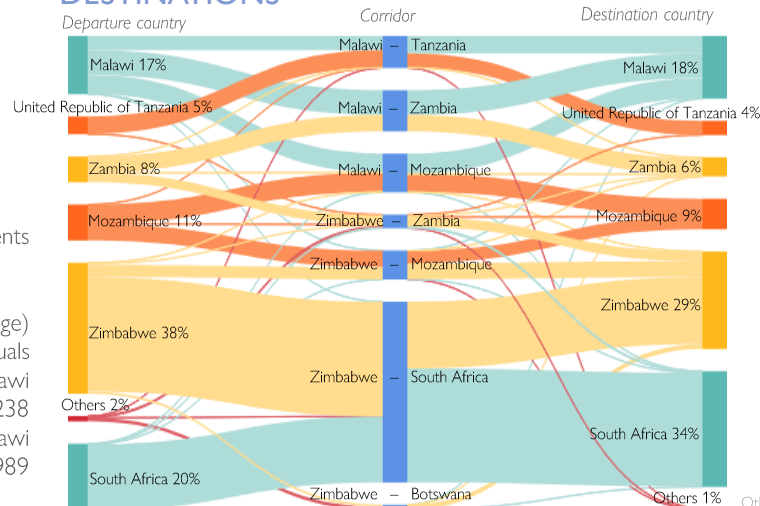 DESTINATIONS
Departure country
Corridor
Destination country
Malawi – Tanzania
Malawi 17%
Malawi 18%
United Republic of Tanzania 5%
Malawi – Zambia
United Republic of Tanzania 4%
Zambia 8%
Malawi – Mozambique
Zambia 6%
Mozambique 11%
Zimbabwe – Zambia
Mozambique 9%
Zimbabwe – Mozambique
Zimbabwe 38%
Zimbabwe 29%
Zimbabwe – South Africa
Others 2%
South Africa 34%
South Africa 20%
Zimbabwe – Botswana
Others 1%
ents
ge)
uals
awi
238
awi
989